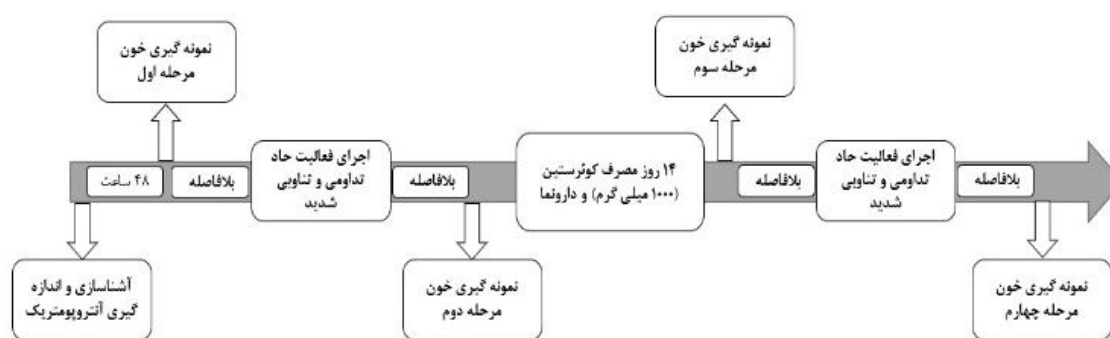 نمونه گیری خون
مرحله اول
نمونه گیری خون
مرحله سوم
۴۸ ساعت
بلافاصله
اجرای فعالیت حاد
تداومی و تناوبی
شدید
بلافاصله
۱۴ روز مصرف کوئرستین
(۱۰۰۰ میلی گرم) و دارونما
بلافاصله
اجرای فعالیت حاد
تداومی و تناوبی
شدید
بلافاصله
آشناسازی و اندازه
گیری آنتروپومتریک
نمونه گیری خون
مرحله دوم
نمونه گیری خون
مرحله چهارم